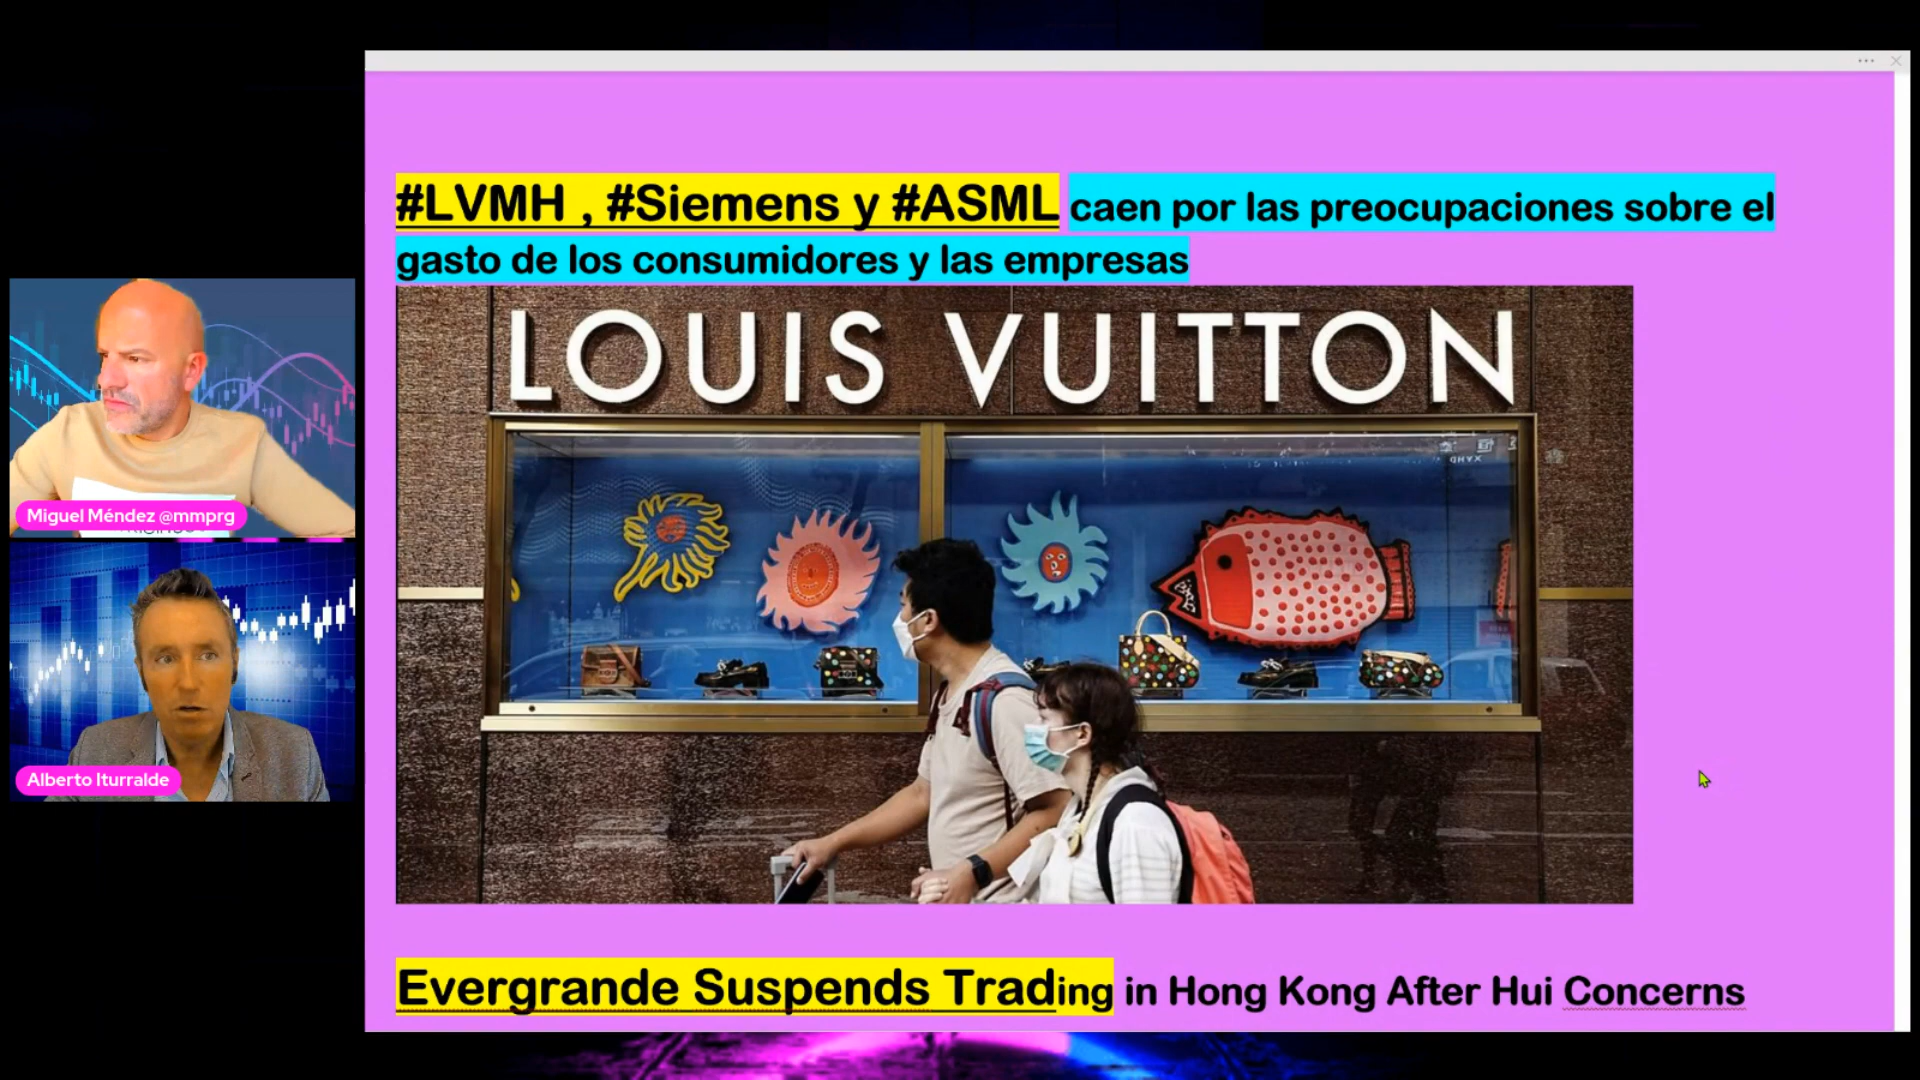 #LVMH , #Siemens y #ASML caen por las preocupaciones sobre el
gasto de los consumidores y las empresas
LOUIS VUITTON
Miguel Méndez @mmprg
Alberto Iturralde
Evergrande Suspends Trading in Hong Kong After Hui Concerns